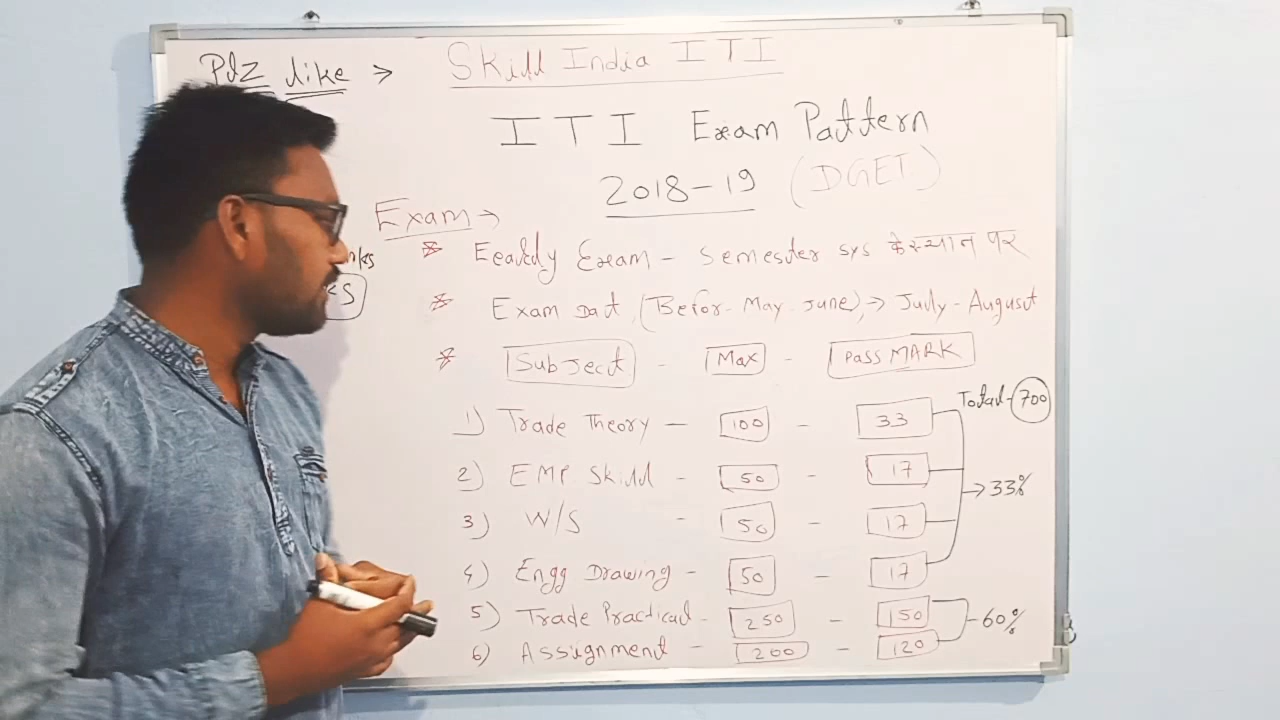 Plz like → Skill India ITI
ITI Exam Pattern
2018-19 (DGET)
Exam →
Exam - Semester sys के स्थान पर
Exam Dat, (Befor - May - June), → July - August
Subject - Max - Pass MARK
Total - 700
1) Trade Theory - 100 - 33
2) EMP Skill - 50 - 17
→ 33%
3) W/S - 50 - 17
4) Engg Drawing - 50 - 17
5) Trade Practical - 250 - 150
- 60%
6) Assignment - 200 - 120